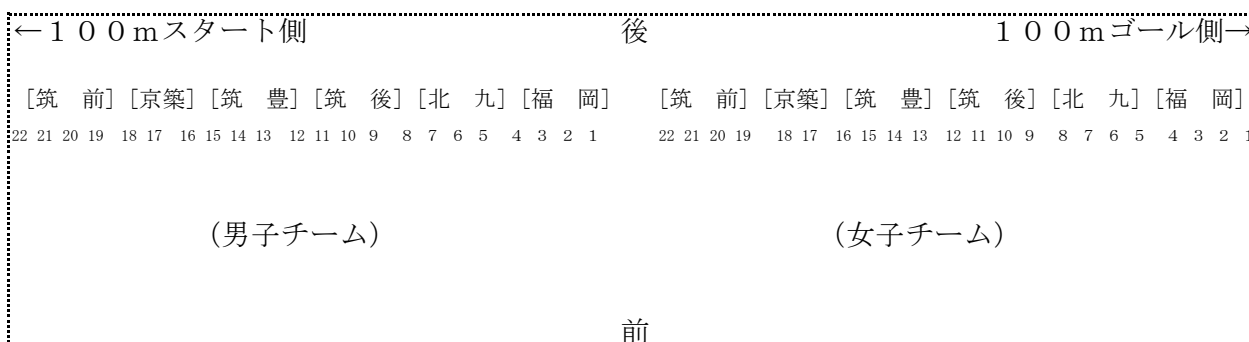 ←１００ｍスタート側 後 １００ｍゴール側→
［筑　前］［京築］［筑　豊］［筑　後］［北　九］［福　岡］ ［筑　前］［京築］［筑　豊］［筑　後］［北　九］［福　岡］
22 21 20 19 18 17 16 15 14 13 12 11 10 9 8 7 6 5 4 3 2 1 22 21 20 19 18 17 16 15 14 13 12 11 10 9 8 7 6 5 4 3 2 1
（男子チーム） （女子チーム）
前